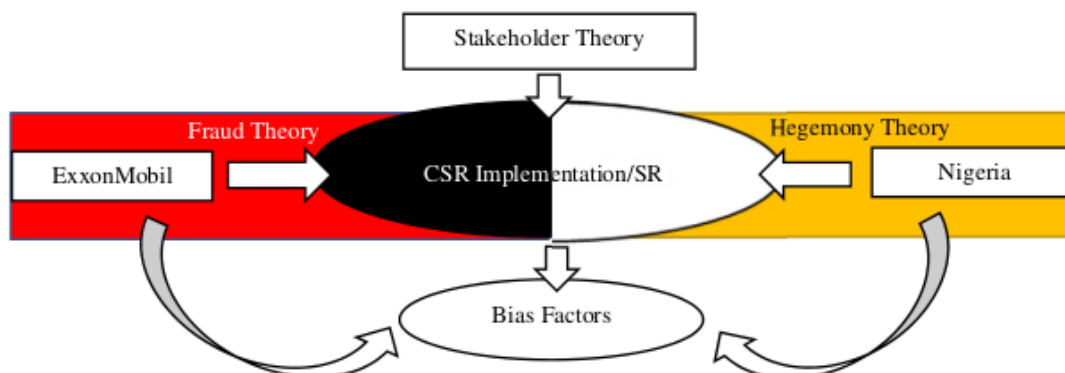 Stakeholder Theory
Fraud Theory
Hegemony Theory
ExxonMobil
CSR Implementation/SR
Nigeria
Bias Factors